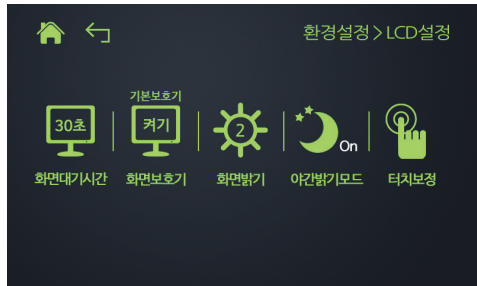 환경설정 > LCD설정
기본보호기
30초
켜기
2
On
화면대기시간
화면보호기
화면밝기
야간밝기모드
터치보정